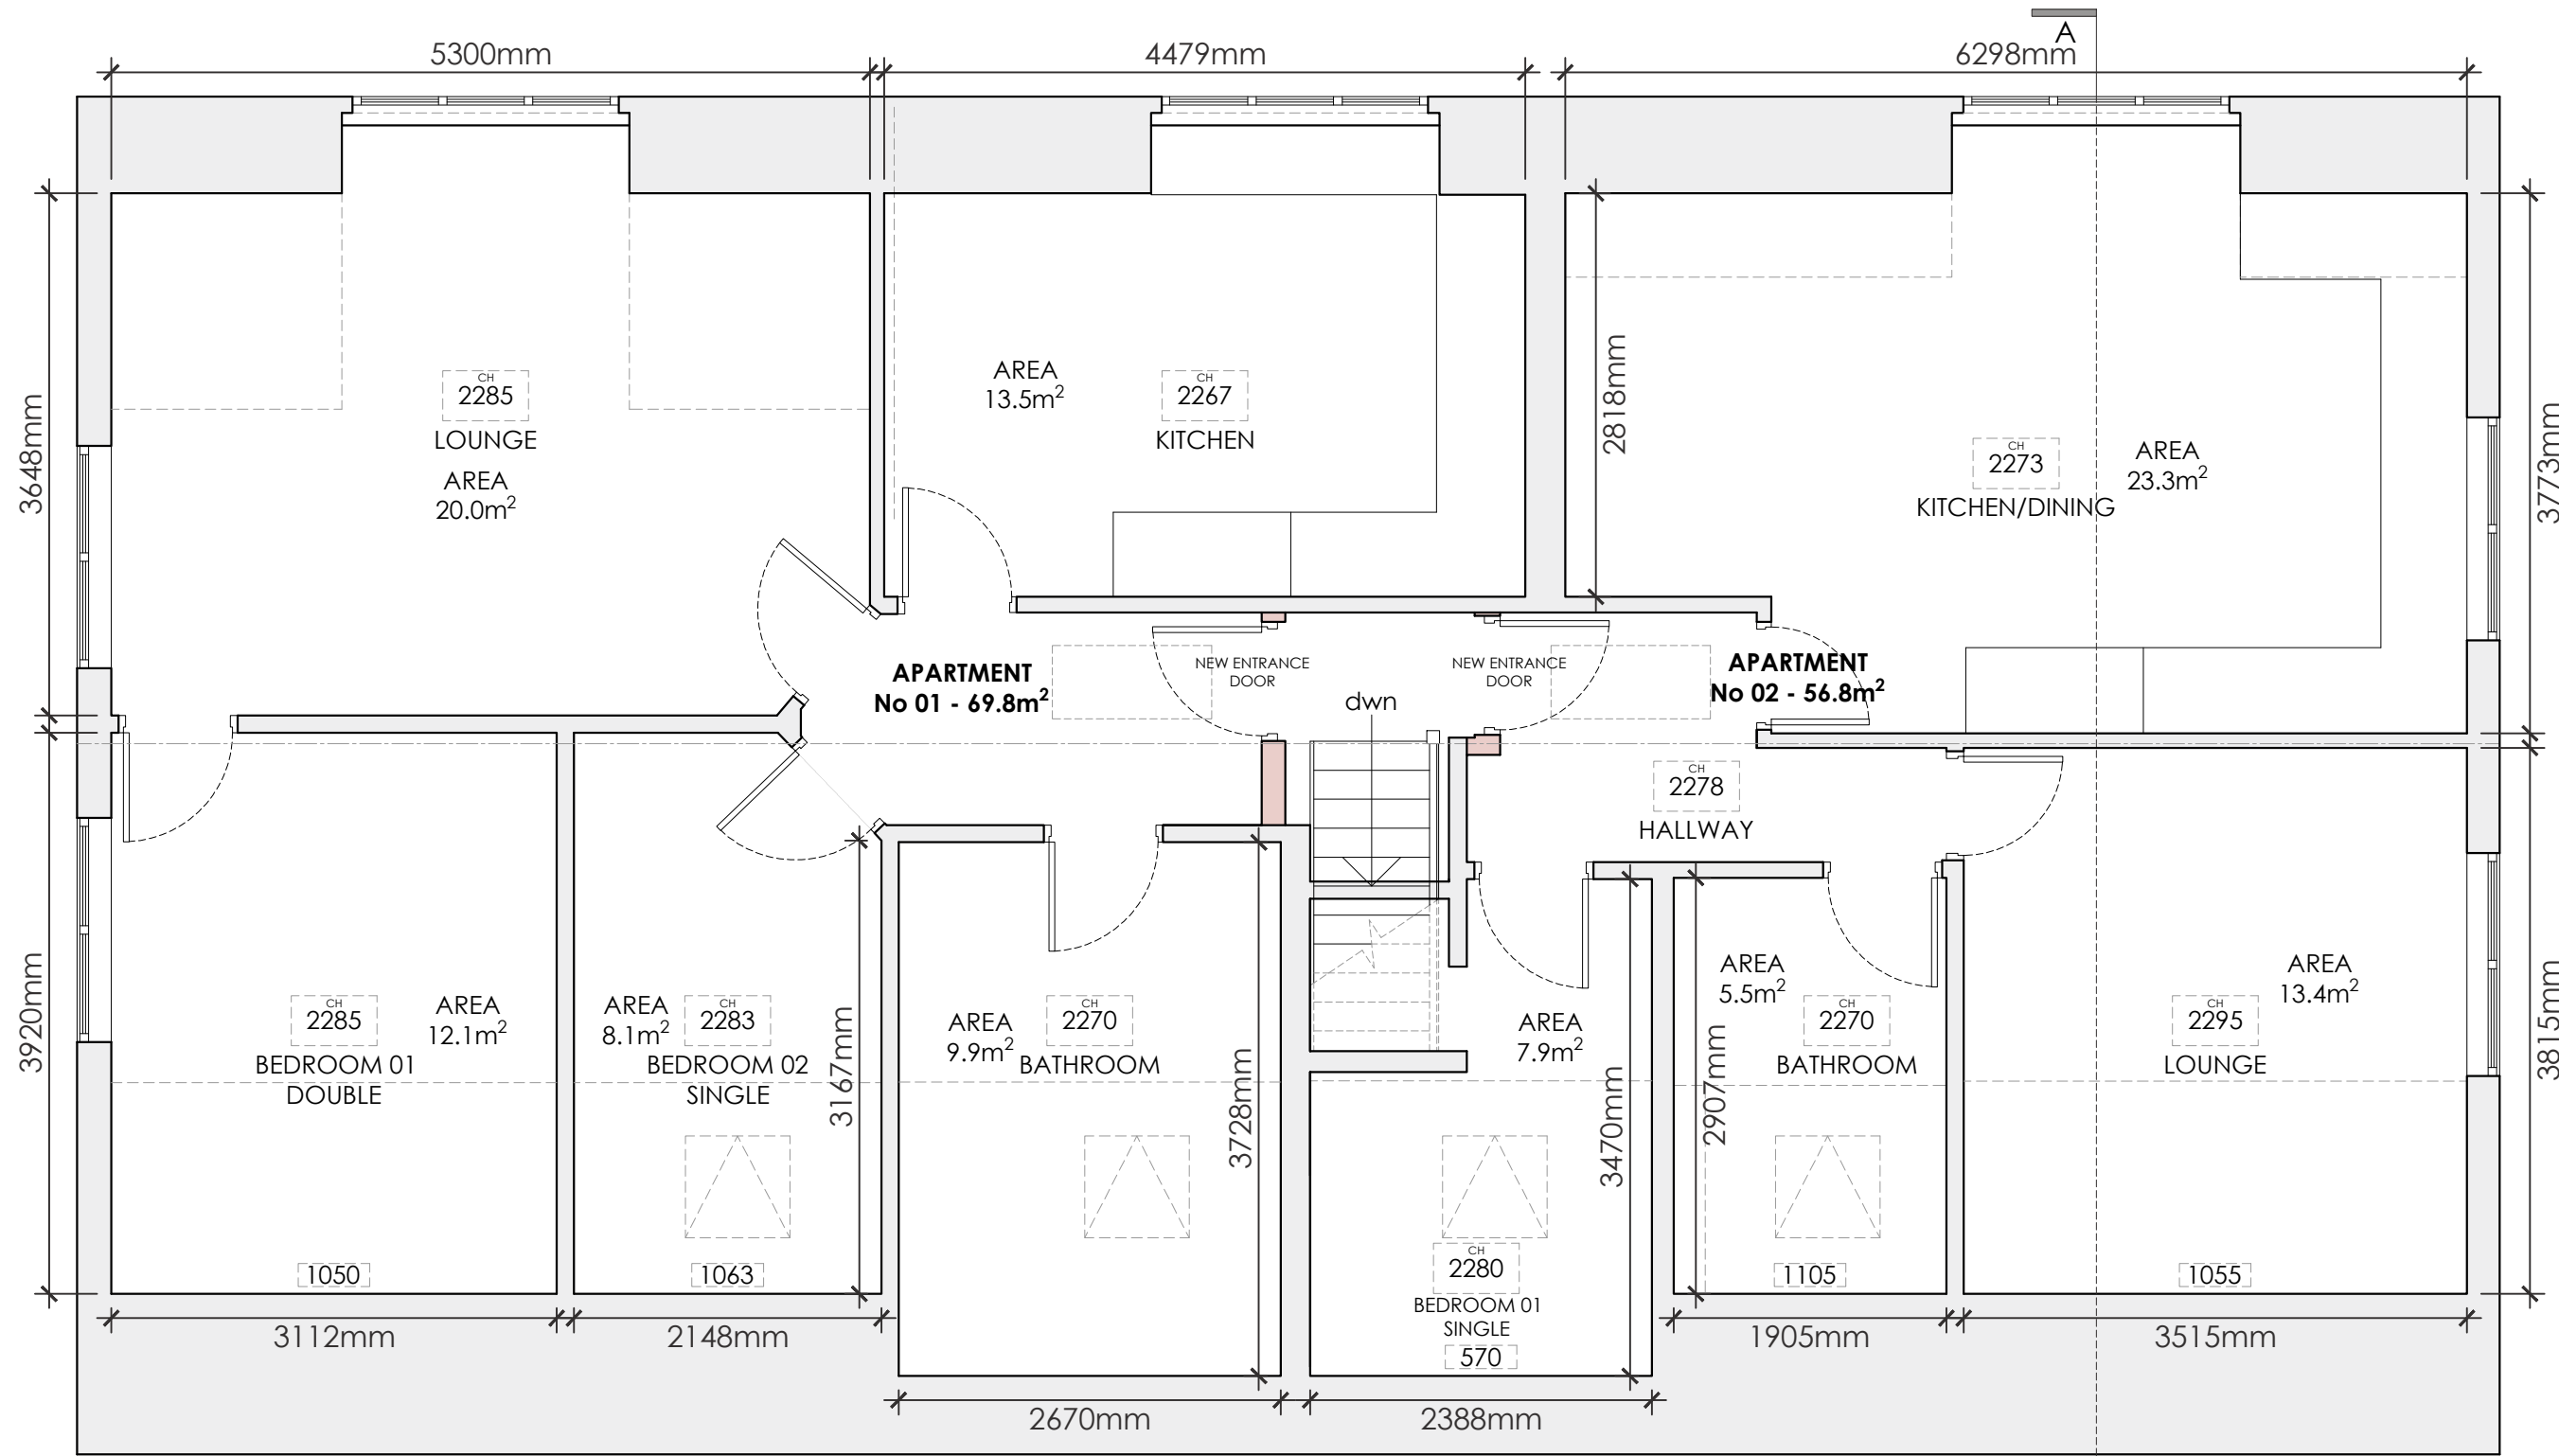 A
5300mm
4479mm
6298mm
3648mm
3920mm
CH
2285
LOUNGE
AREA
20.0m²
AREA
13.5m²
CH
2267
KITCHEN
2818mm
CH
2273
KITCHEN/DINING
AREA
23.3m²
3773mm
3815mm
APARTMENT
No 01 - 69.8m²
NEW ENTRANCE
DOOR
NEW ENTRANCE
DOOR
APARTMENT
No 02 - 56.8m²
dwn
CH
2278
HALLWAY
CH
2285
BEDROOM 01
DOUBLE
AREA
12.1m²
1050
AREA
8.1m²
CH
2283
BEDROOM 02
SINGLE
3167mm
1063
AREA
9.9m²
CH
2270
BATHROOM
3728mm
AREA
7.9m²
3470mm
CH
2280
BEDROOM 01
SINGLE
570
AREA
5.5m²
2907mm
CH
2270
BATHROOM
1105
AREA
13.4m²
CH
2295
LOUNGE
1055
3112mm
2148mm
2670mm
2388mm
1905mm
3515mm